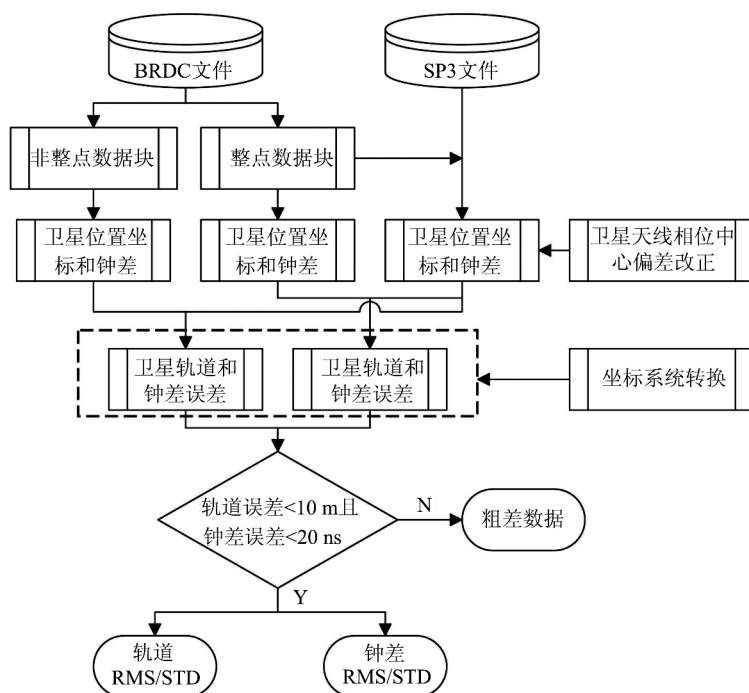 BRDC文件
SP3文件
非整点数据块
整点数据块
卫星位置坐
标和钟差
卫星位置坐
标和钟差
卫星位置坐
标和钟差
卫星天线相位中
心偏差改正
卫星轨道和
钟差误差
卫星轨道和
钟差误差
坐标系统转换
轨道误差<10 m且
钟差误差<20 ns
N
粗差数据
Y
轨道
RMS/STD
钟差
RMS/STD